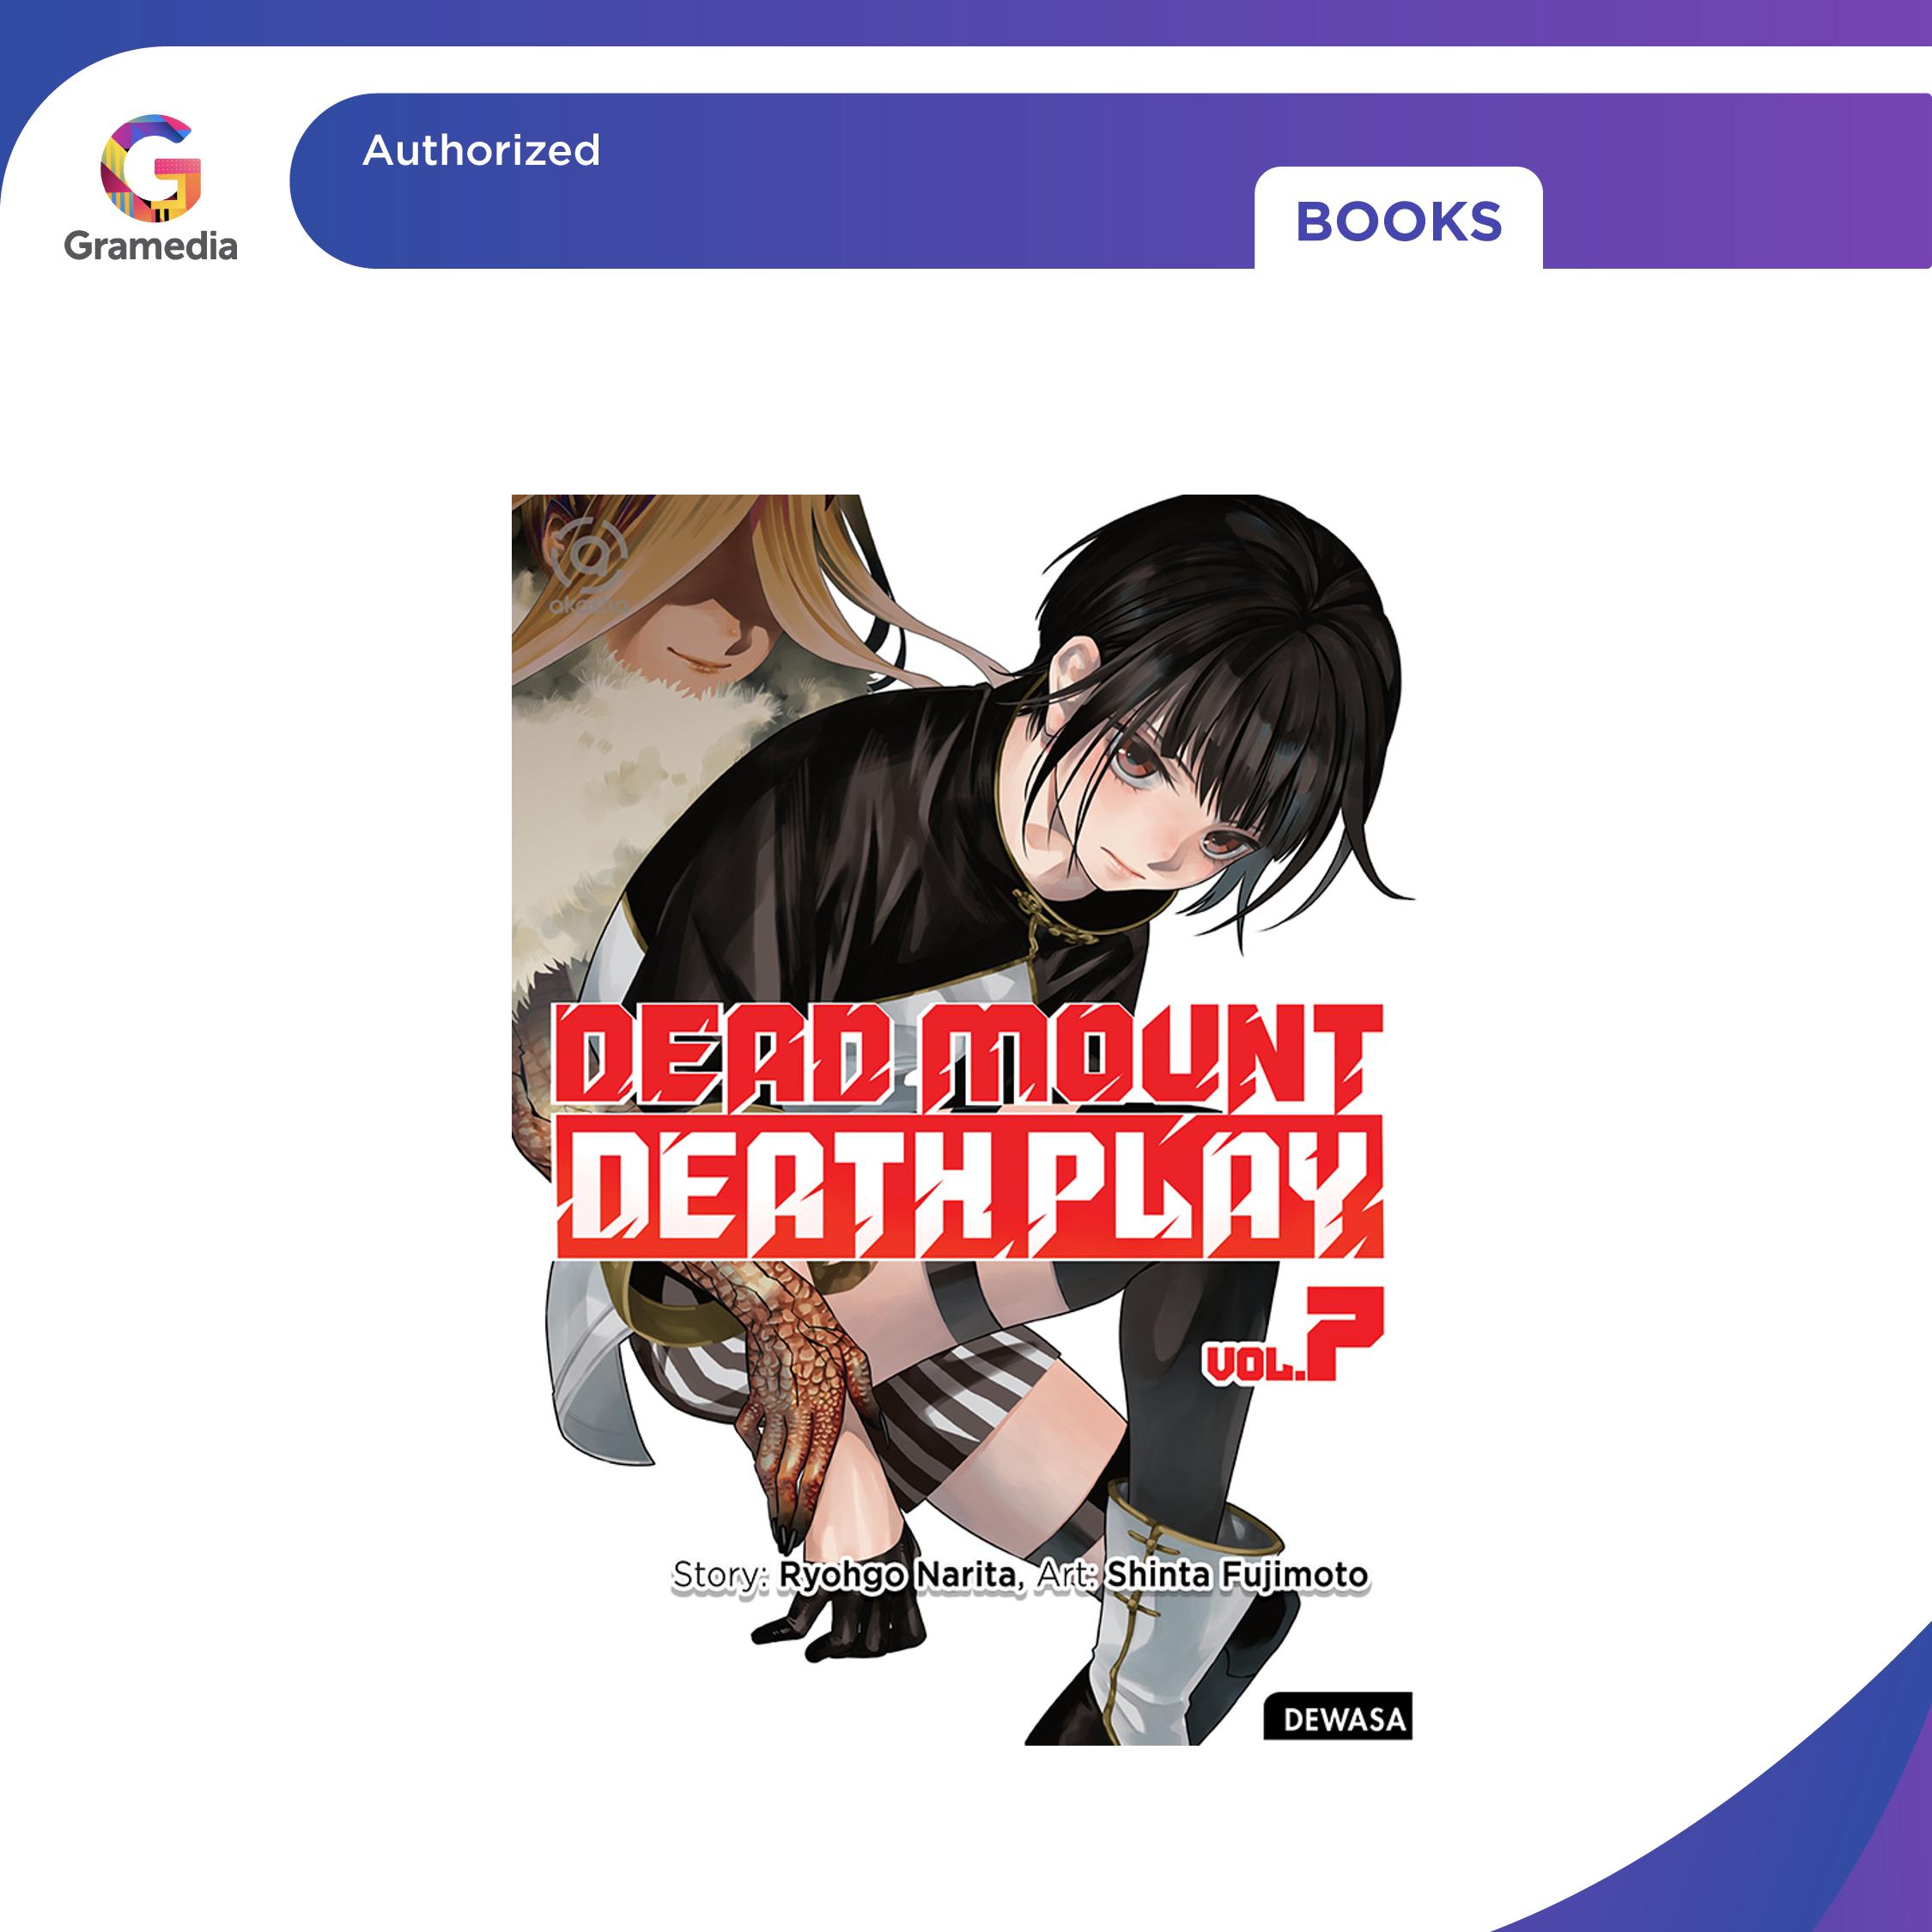 Gramedia
Authorized
BOOKS
akasha
DEAD MOUNT
DEATH PLAY
VOL.7
Story: Ryohgo Narita, Art: Shinta Fujimoto
DEWASA